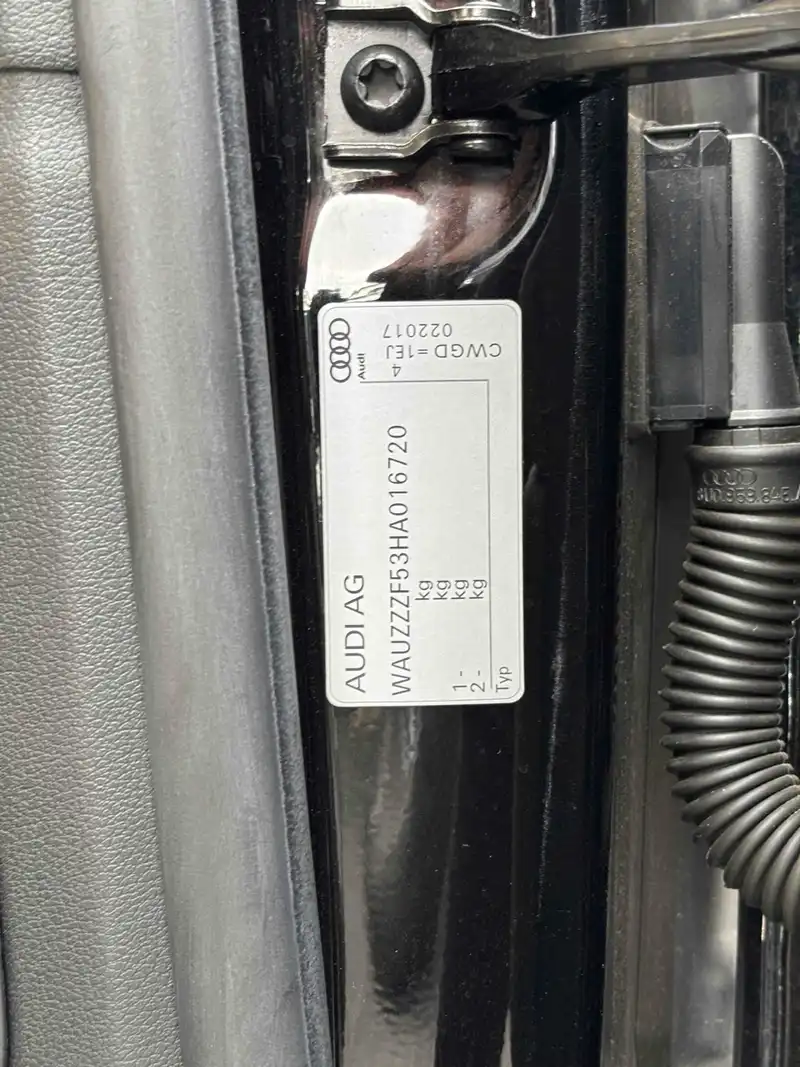 AUDI AG
Audi
WAUZZZF53HA016720
kg
kg
1- kg
2- kg
Typ
4
022017
CWGD=1EJ